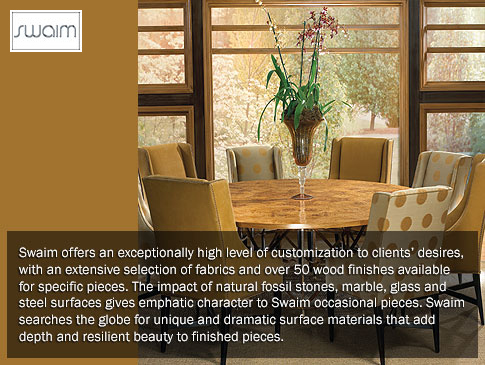 swaim
Swaim offers an exceptionally high level of customization to clients' desires,
with an extensive selection of fabrics and over 50 wood finishes available
for specific pieces. The impact of natural fossil stones, marble, glass and
steel surfaces gives emphatic character to Swaim occasional pieces. Swaim
searches the globe for unique and dramatic surface materials that add
depth and resilient beauty to finished pieces.